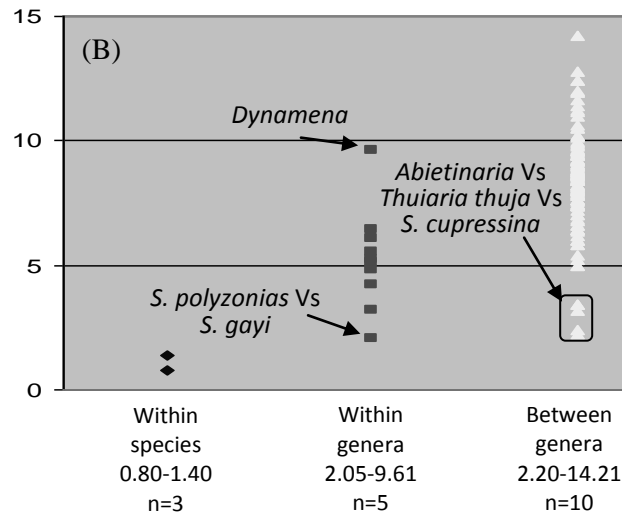 15
(B)
Dynamena
10
Abietinaria Vs
Thuiaria thuja Vs
S. cupressina
5
S. polyzonias Vs
S. gayi
0
Within
species
0.80-1.40
n=3
Within
genera
2.05-9.61
n=5
Between
genera
2.20-14.21
n=10